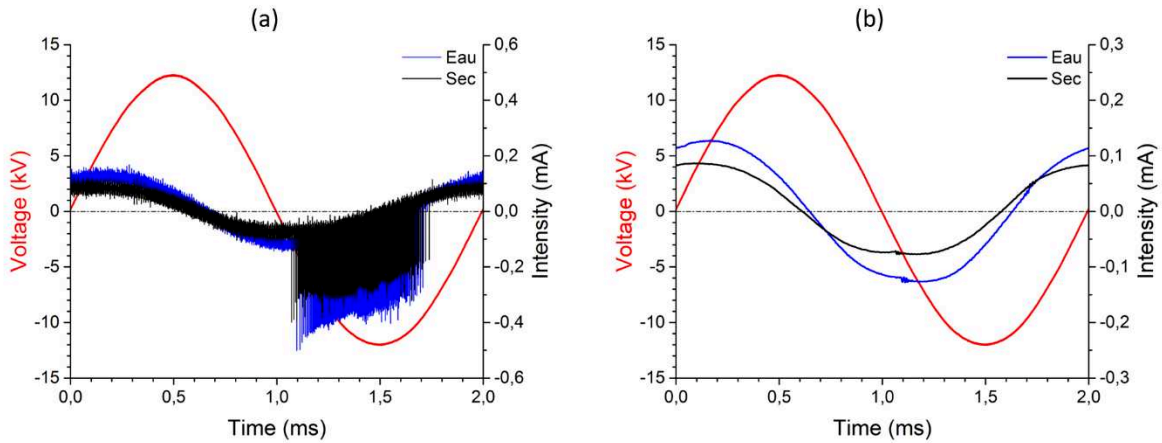 (a)
Eau
Sec
Voltage (kV)
15
10
5
0
-5
-10
-15
0,6
0,4
0,2
0,0
-0,2
-0,4
-0,6
Intensity (mA)
0,0 0,5 1,0 1,5 2,0
Time (ms)
(b)
Eau
Sec
Voltage (kV)
15
10
5
0
-5
-10
-15
0,3
0,2
0,1
0,0
-0,1
-0,2
-0,3
Intensity (mA)
0,0 0,5 1,0 1,5 2,0
Time (ms)